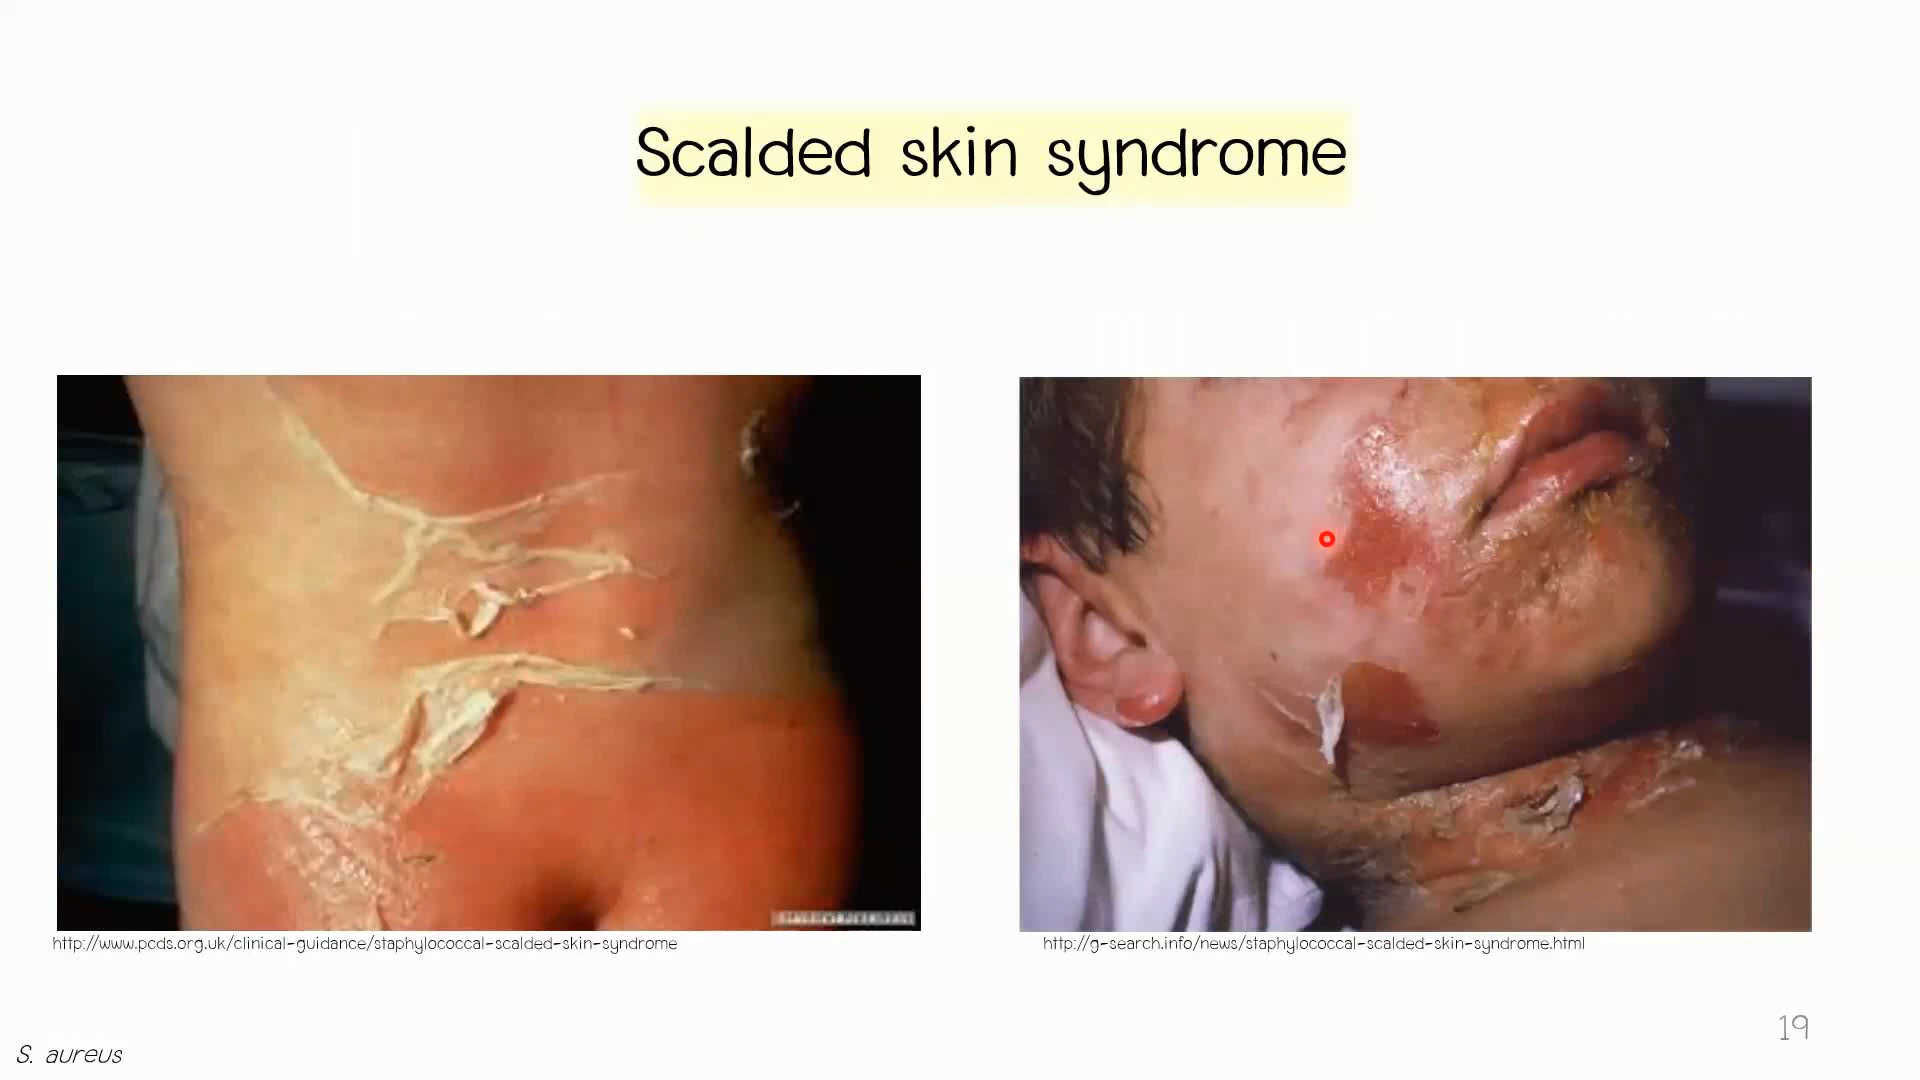 Scalded skin syndrome
http://www.pcds.org.uk/clinical-guidance/staphylococcal-scalded-skin-syndrome
http://g-search.info/news/staphylococcal-scalded-skin-syndrome.html
19
S. aureus